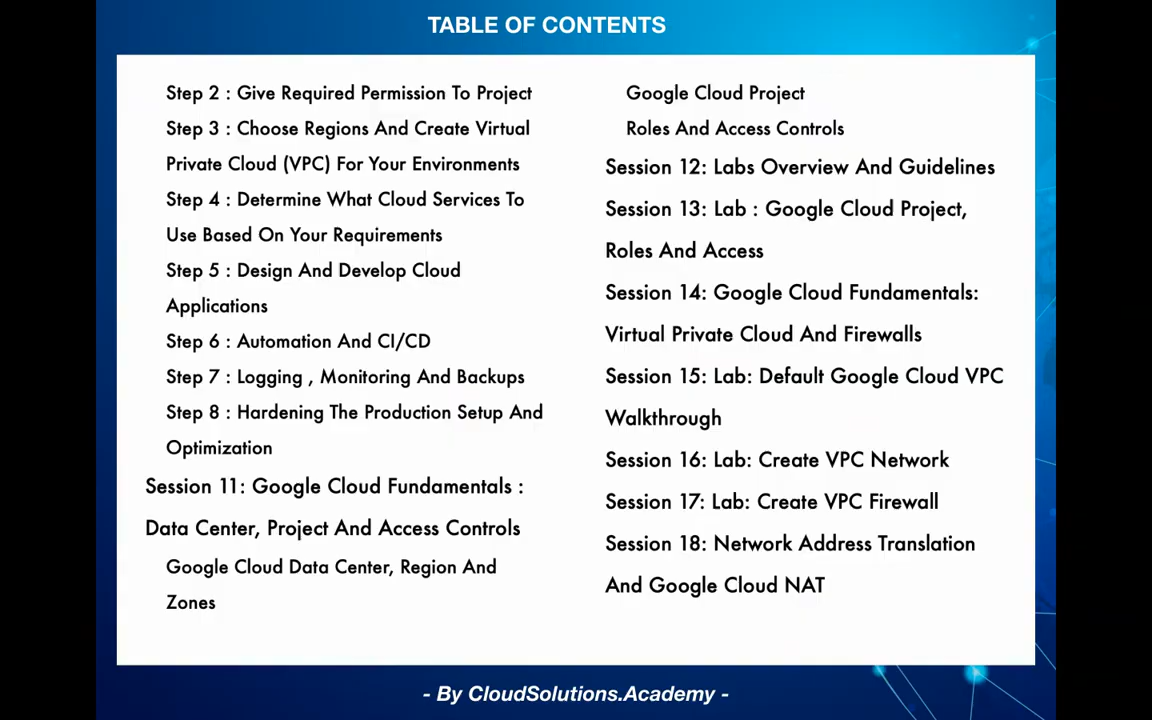 TABLE OF CONTENTS
Step 2 : Give Required Permission To Project
Step 3 : Choose Regions And Create Virtual
Private Cloud (VPC) For Your Environments
Step 4 : Determine What Cloud Services To
Use Based On Your Requirements
Step 5 : Design And Develop Cloud
Applications
Step 6 : Automation And CI/CD
Step 7 : Logging , Monitoring And Backups
Step 8 : Hardening The Production Setup And
Optimization
Session 11: Google Cloud Fundamentals :
Data Center, Project And Access Controls
Google Cloud Data Center, Region And
Zones
Google Cloud Project
Roles And Access Controls
Session 12: Labs Overview And Guidelines
Session 13: Lab : Google Cloud Project,
Roles And Access
Session 14: Google Cloud Fundamentals:
Virtual Private Cloud And Firewalls
Session 15: Lab: Default Google Cloud VPC
Walkthrough
Session 16: Lab: Create VPC Network
Session 17: Lab: Create VPC Firewall
Session 18: Network Address Translation
And Google Cloud NAT
- By CloudSolutions.Academy -